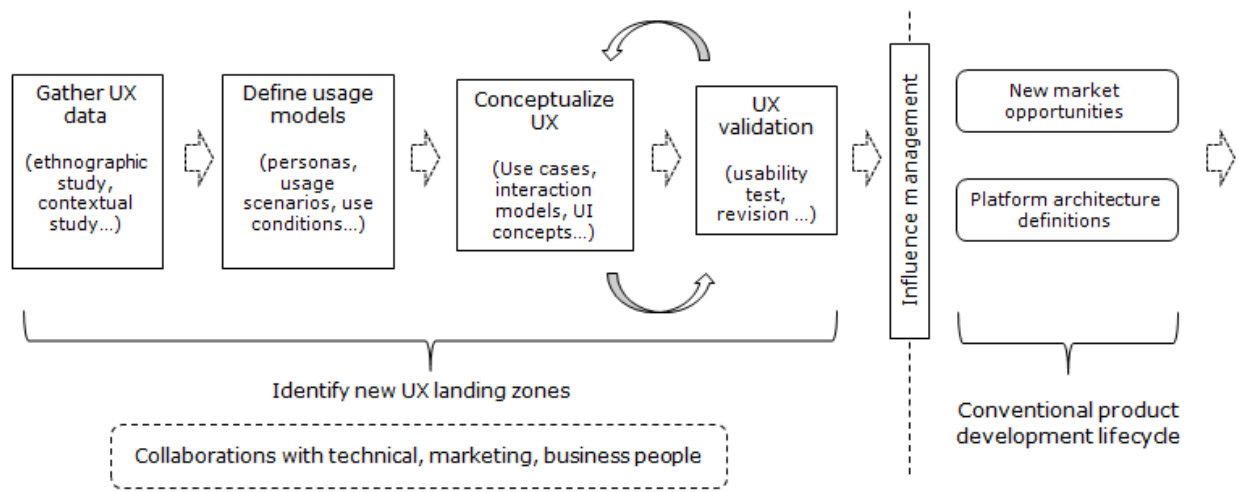 Gather UX
data
(ethnographic
study,
contextual
study...)
Define usage
models
(personas,
usage
scenarios, use
conditions...)
Conceptualize
UX
(Use cases,
interaction
models, UI
concepts...)
UX
validation
(usability
test,
revision ...)
Influence management
New market
opportunities
Platform architecture
definitions
Identify new UX landing zones
Collaborations with technical, marketing, business people
Conventional product
development lifecycle